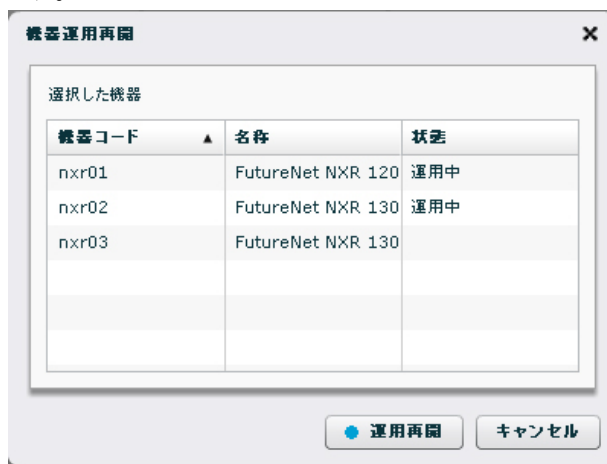 機器運用再開
選択した機器
機器コード ▲ 名称 状態
nxr01 FutureNet NXR 120 運用中
nxr02 FutureNet NXR 130 運用中
nxr03 FutureNet NXR 130
運用再開 キャンセル